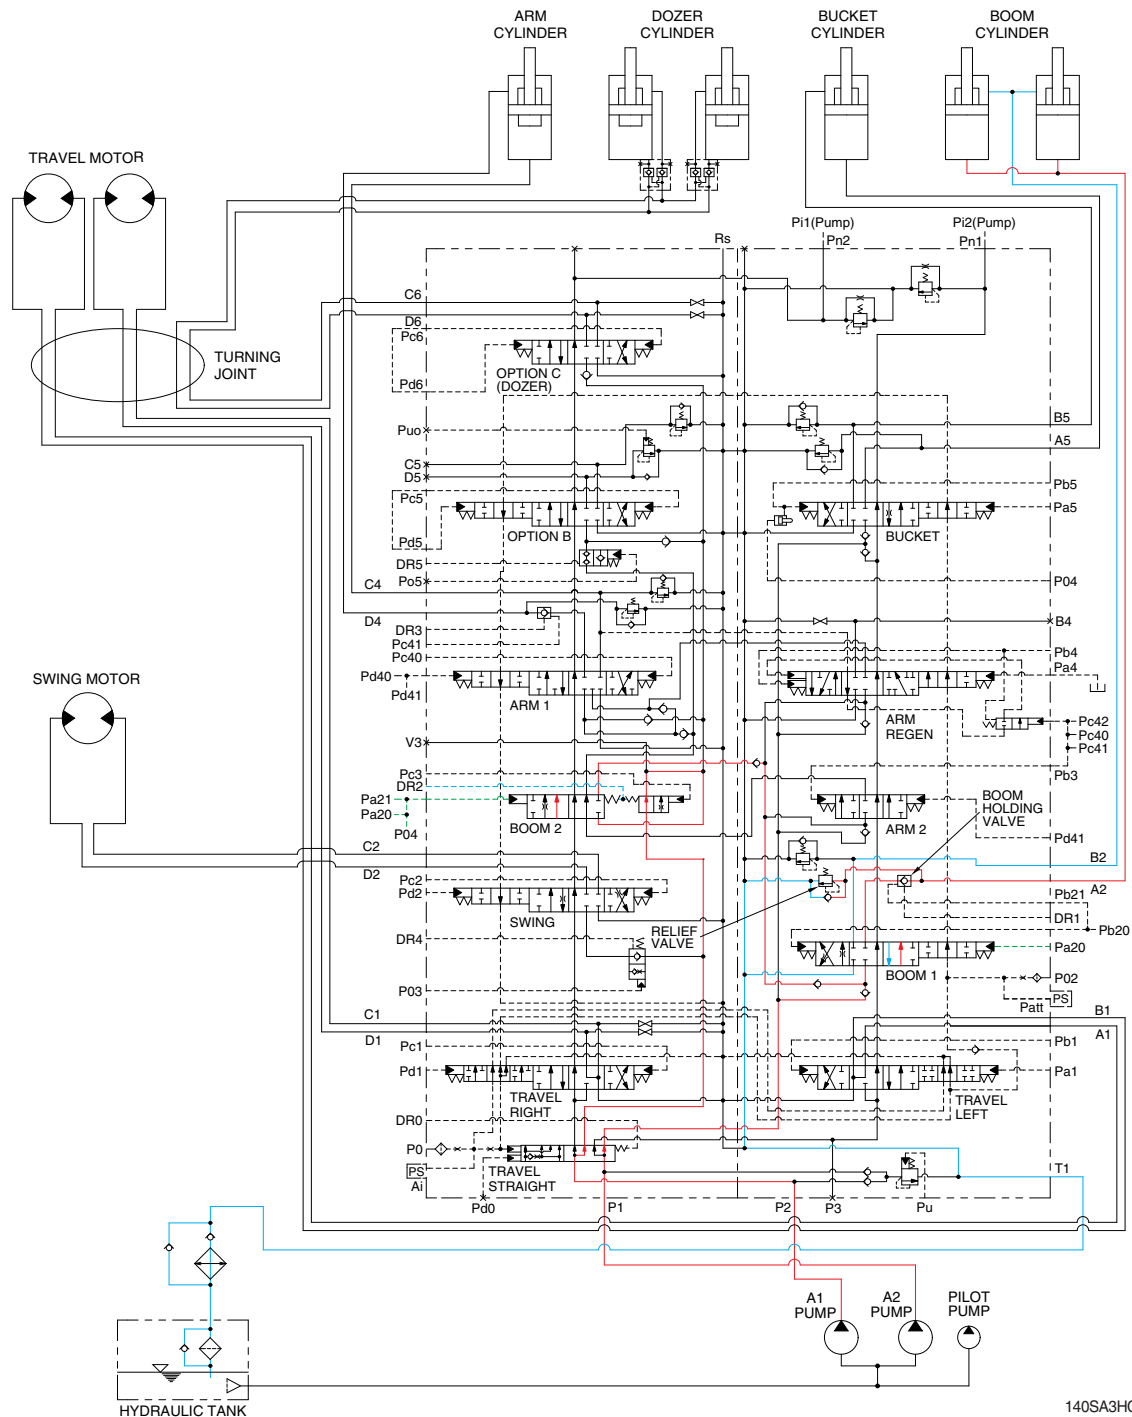 ARM
CYLINDER
DOZER
CYLINDER
BUCKET
CYLINDER
BOOM
CYLINDER
TRAVEL MOTOR
TURNING
JOINT
SWING MOTOR
Rs
Pi1(Pump)
Pn2
Pi2(Pump)
Pn1
C6
D6
Pc6
Pd6
OPTION C
(DOZER)
Puo
C5
D5
Pc5
Pd5
OPTION B
DR5
Po5
C4
D4
DR3
Pc41
Pc40
Pd40
Pd41
ARM 1
V3
Pc3
DR2
Pa21
Pa20
P04
BOOM 2
C2
D2
Pc2
Pd2
SWING
DR4
P03
C1
D1
Pc1
Pd1
TRAVEL
RIGHT
DR0
P0
PS
Ai
TRAVEL
STRAIGHT
Pd0
P1
P2
P3
Pu
B5
A5
Pb5
Pa5
BUCKET
P04
B4
Pb4
Pa4
ARM
REGEN
Pc42
Pc40
Pc41
Pb3
BOOM
HOLDING
VALVE
ARM 2
Pd41
B2
A2
Pb21
DR1
Pb20
RELIEF
VALVE
Pa20
BOOM 1
P02
PS
Patt
B1
A1
Pb1
Pa1
TRAVEL
LEFT
T1
A1
PUMP
A2
PUMP
PILOT
PUMP
HYDRAULIC TANK